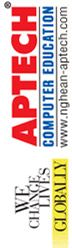 APTECH®
COMPUTER EDUCATION
www.nghean-aptech.com
WE
CHANGE
LIVES
GLOBALLY